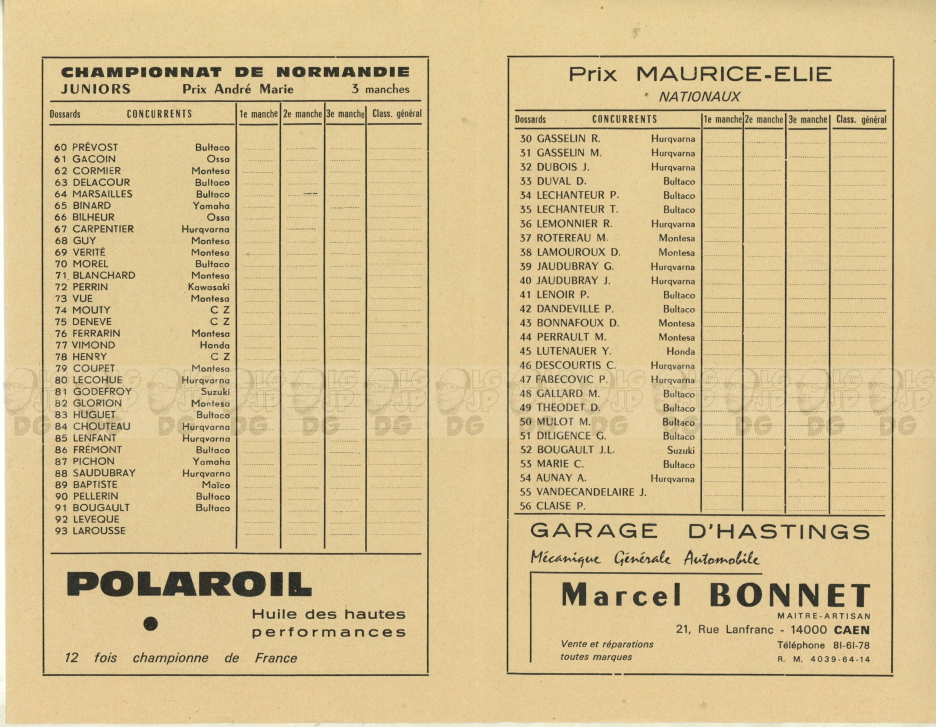 CHAMPIONNAT DE NORMANDIE
JUNIORS Prix André Marie 3 manches
Dossards CONCURRENTS 1e manche 2e manche 3e manche Class. général
60 PRÉVOST Bultaco
61 GACOIN Ossa
62 CORMIER Montesa
63 DELACOUR Bultaco
64 MARSAILLES Bultaco
65 BINARD Yamaha
66 BILHEUR Ossa
67 CARPENTIER Hurqvarna
68 GUY Montesa
69 VERITÉ Montesa
70 MOREL Bultaco
71 BLANCHARD Montesa
72 PERRIN Kawasaki
73 VUE Montesa
74 MOUTY C Z
75 DENEVE C Z
76 FERRARIN Montesa
77 VIMOND Honda
78 HENRY C Z
79 COUPET Montesa
80 LECOHUE Hurqvarna
81 GODEFROY Suzuki
82 GLORION Montesa
83 HUGUET Bultaco
84 CHOUTEAU Hurqvarna
85 LENFANT Hurqvarna
86 FRÉMONT Bultaco
87 PICHON Yamaha
88 SAUDUBRAY Hurqvarna
89 BAPTISTE Maïco
90 PELLERIN Bultaco
91 BOUGAULT Bultaco
92 LEVEQUE
93 LAROUSSE
POLAROIL
Huile des hautes
performances
12 fois championne de France
Prix MAURICE-ELIE
NATIONAUX
Dossards CONCURRENTS 1e manche 2e manche 3e manche Class. général
30 GASSELIN R. Hurqvarna
31 GASSELIN M. Hurqvarna
32 DUBOIS J. Hurqvarna
33 DUVAL D. Bultaco
34 LECHANTEUR P. Bultaco
35 LECHANTEUR T. Bultaco
36 LEMONNIER R. Hurqvarna
37 ROTEREAU M. Montesa
38 LAMOUROUX D. Montesa
39 JAUDUBRAY G. Hurqvarna
40 JAUDUBRAY J. Hurqvarna
41 LENOIR P. Bultaco
42 DANDEVILLE P. Bultaco
43 BONNAFOUX D. Montesa
44 PERRAULT M. Montesa
45 LUTENAUER Y. Honda
46 DESCOURTIS C. Hurqvarna
47 FABECOVIC P. Hurqvarna
48 GALLARD M. Bultaco
49 THEODET D. Bultaco
50 MULOT M. Bultaco
51 DILIGENCE G. Bultaco
52 BOUGAULT J.L. Suzuki
53 MARIE C. Bultaco
54 AUNAY A. Hurqvarna
55 VANDECANDELAIRE J.
56 CLAISE P.
GARAGE D'HASTINGS
Mécanique Générale Automobile
Marcel BONNET
MAITRE-ARTISAN
21, Rue Lanfranc - 14000 CAEN
Vente et réparations Téléphone 81-61-78
toutes marques R. M. 4039-64-14